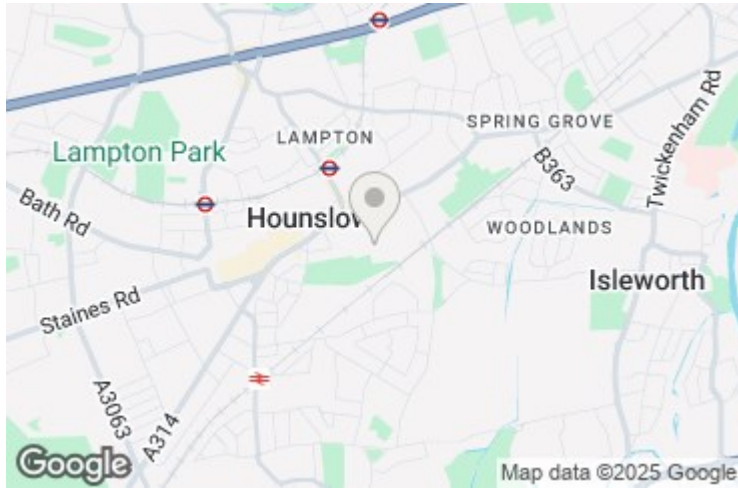 LAMPTON
SPRING GROVE
Twickenham Rd
Lampton Park
B363
Bath Rd
Hounslow
WOODLANDS
Isleworth
Staines Rd
A3063
A314
Google
Map data ©2025 Google